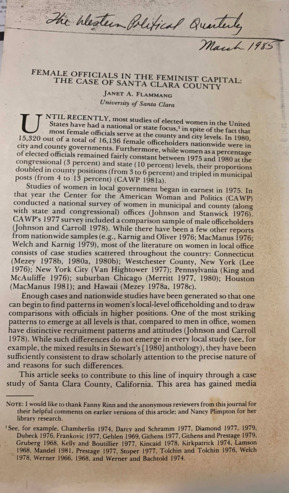 The Western Political Quarterly
March 1985
FEMALE OFFICIALS IN THE FEMINIST CAPITAL:
THE CASE OF SANTA CLARA COUNTY
JANET A. FLAMMANG
University of Santa Clara
UNTIL RECENTLY, most studies of elected women in the United
States have had a national or state focus,¹ in spite of the fact that
most female officials serve at the county and city levels. In 1980,
15,320 out of a total of 16,136 female officeholders nationwide were in
city and county governments. Furthermore, while women as a percentage
of elected officials remained fairly constant between 1975 and 1980 at the
congressional (3 percent) and state (10 percent) levels, their proportions
doubled in county positions (from 3 to 6 percent) and tripled in municipal
posts (from 4 to 13 percent) (CAWP 1981a).
Studies of women in local government began in earnest in 1975. In
that year the Center for the American Woman and Politics (CAWP)
conducted a national survey of women in municipal and county (along
with state and congressional) offices (Johnson and Stanwick 1976).
CAWP's 1977 survey included a comparison sample of male officeholders
(Johnson and Carroll 1978). While there have been a few other reports
from nationwide samples (e.g., Karnig and Oliver 1976; MacManus 1976;
Welch and Karnig 1979), most of the literature on women in local office
consists of case studies scattered throughout the country: Connecticut
(Mezey 1978b, 1980a, 1980b); Westchester County, New York (Lee
1976); New York City (Van Hightower 1977); Pennsylvania (King and
McAuliffe 1976); suburban Chicago (Merritt 1977, 1980); Houston
(MacManus 1981); and Hawaii (Mezey 1978a, 1978c).
Enough cases and nationwide studies have been generated so that one
can begin to find patterns in women's local-level officeholding and to draw
comparisons with officials in higher positions. One of the most striking
patterns to emerge at all levels is that, compared to men in office, women
have distinctive recruitment patterns and attitudes (Johnson and Carroll
1978). While such differences do not emerge in every local study (see, for
example, the mixed results in Stewart's [1980] anthology), they have been
sufficiently consistent to draw scholarly attention to the precise nature of
and reasons for such differences.
This article seeks to contribute to this line of inquiry through a case
study of Santa Clara County, California. This area has gained media
NOTE: I would like to thank Fanny Rinn and the anonymous reviewers from this journal for
their helpful comments on earlier versions of this article; and Nancy Plimpton for her
library research.
¹ See, for example, Chamberlin 1974, Darcy and Schramm 1977, Diamond 1977, 1979,
Dubeck 1976, Frankovic 1977, Gehlen 1969, Githens 1977, Githens and Prestage 1979,
Gruberg 1968, Kelly and Boutillier 1977, Kincaid 1978, Kirkpatrick 1974, Lamson
1968, Mandel 1981, Prestage 1977, Stoper 1977, Tolchin and Tolchin 1976, Welch
1978, Werner 1966, 1968, and Werner and Bachtold 1974.